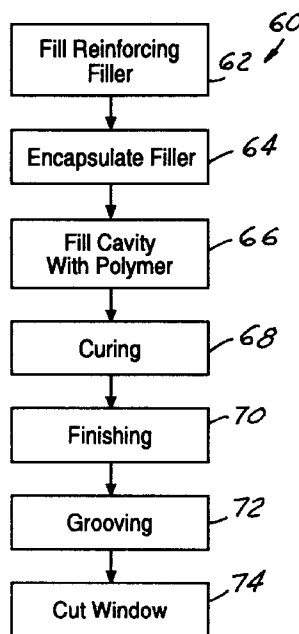 60
Fill Reinforcing
Filler
62
Encapsulate Filler
64
Fill Cavity
With Polymer
66
Curing
68
Finishing
70
Grooving
72
Cut Window
74